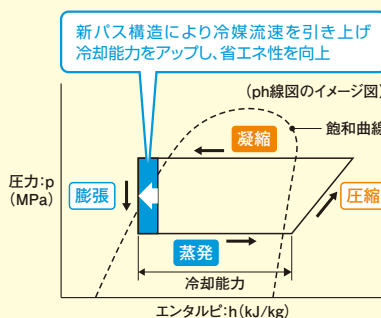 新パス構造により冷媒流速を引き上げ
冷却能力をアップし、省エネ性を向上
(ph線図のイメージ図)
飽和曲線
凝縮
圧力:p
(MPa)
膨張
圧縮
蒸発
冷却能力
エンタルピ:h(kJ/kg)